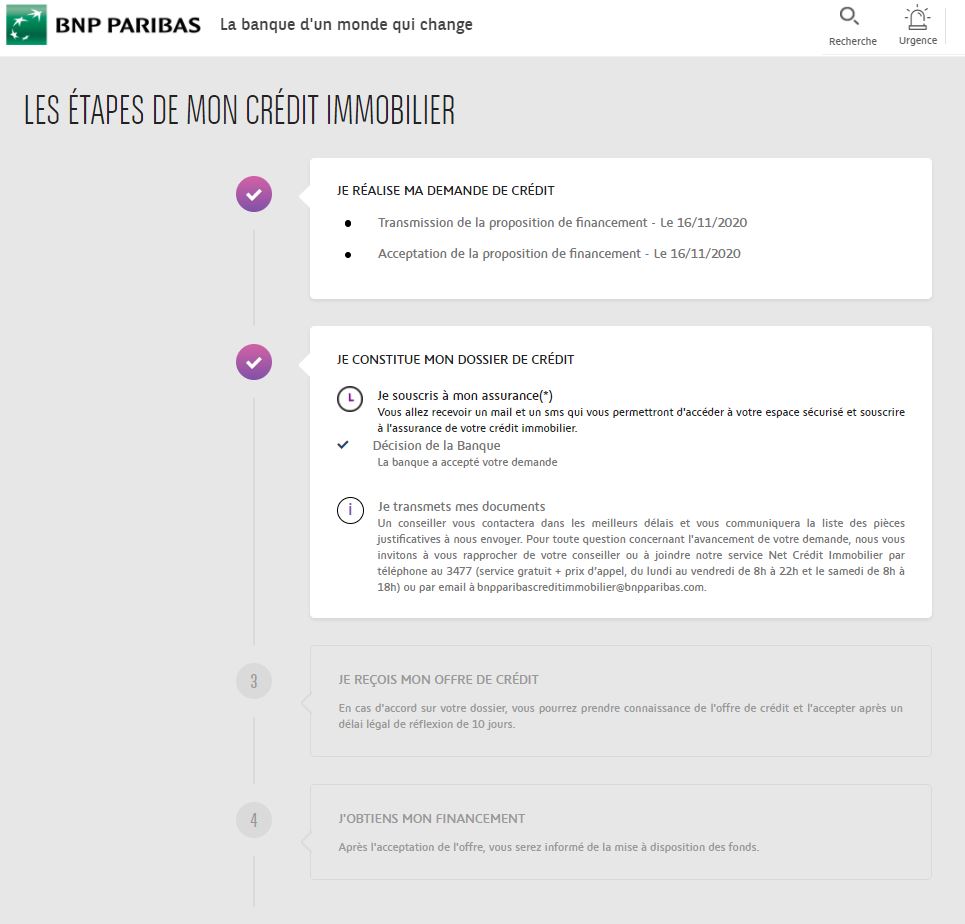 BNP PARIBAS La banque d'un monde qui change
Recherche Urgence
LES ÉTAPES DE MON CRÉDIT IMMOBILIER
JE RÉALISE MA DEMANDE DE CRÉDIT
Transmission de la proposition de financement - Le 16/11/2020
Acceptation de la proposition de financement - Le 16/11/2020
JE CONSTITUE MON DOSSIER DE CRÉDIT
Je souscris à mon assurance(*)
Vous allez recevoir un mail et un sms qui vous permettront d'accéder à votre espace sécurisé et souscrire
à l'assurance de votre crédit immobilier.
Décision de la Banque
La banque a accepté votre demande
i Je transmets mes documents
Un conseiller vous contactera dans les meilleurs délais et vous communiquera la liste des pièces
justificatives à nous envoyer. Pour toute question concernant l'avancement de votre demande, nous vous
invitons à vous rapprocher de votre conseiller ou à joindre notre service Net Crédit Immobilier par
téléphone au 3477 (service gratuit + prix d'appel, du lundi au vendredi de 8h à 22h et le samedi de 8h à
18h) ou par email à bnpparibascreditimmobilier@bnpparibas.com.
3 JE REÇOIS MON OFFRE DE CRÉDIT
En cas d'accord sur votre dossier, vous pourrez prendre connaissance de l'offre de crédit et l'accepter après un
délai légal de réflexion de 10 jours.
4 J'OBTIENS MON FINANCEMENT
Après l'acceptation de l'offre, vous serez informé de la mise à disposition des fonds.